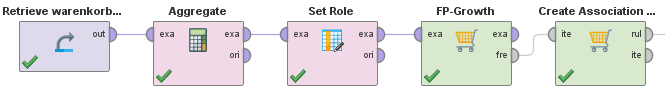 Retrieve warenkorb...
Aggregate
Set Role
FP-Growth
Create Association ...
out
exa
exa
ori
exa
exa
ori
exa
exa
fre
ite
rul
ite